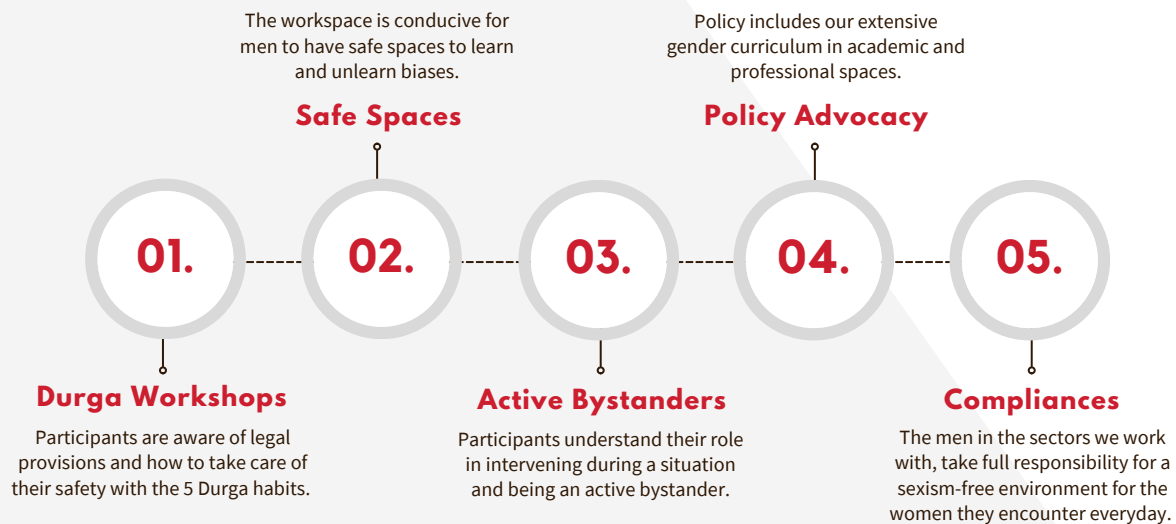 The workspace is conducive for
men to have safe spaces to learn
and unlearn biases.
Safe Spaces
Policy includes our extensive
gender curriculum in academic and
professional spaces.
Policy Advocacy
01.
02.
03.
04.
05.
Durga Workshops
Participants are aware of legal
provisions and how to take care of
their safety with the 5 Durga habits.
Active Bystanders
Participants understand their role
in intervening during a situation
and being an active bystander.
Compliances
The men in the sectors we work
with, take full responsibility for a
sexism-free environment for the
women they encounter everyday.